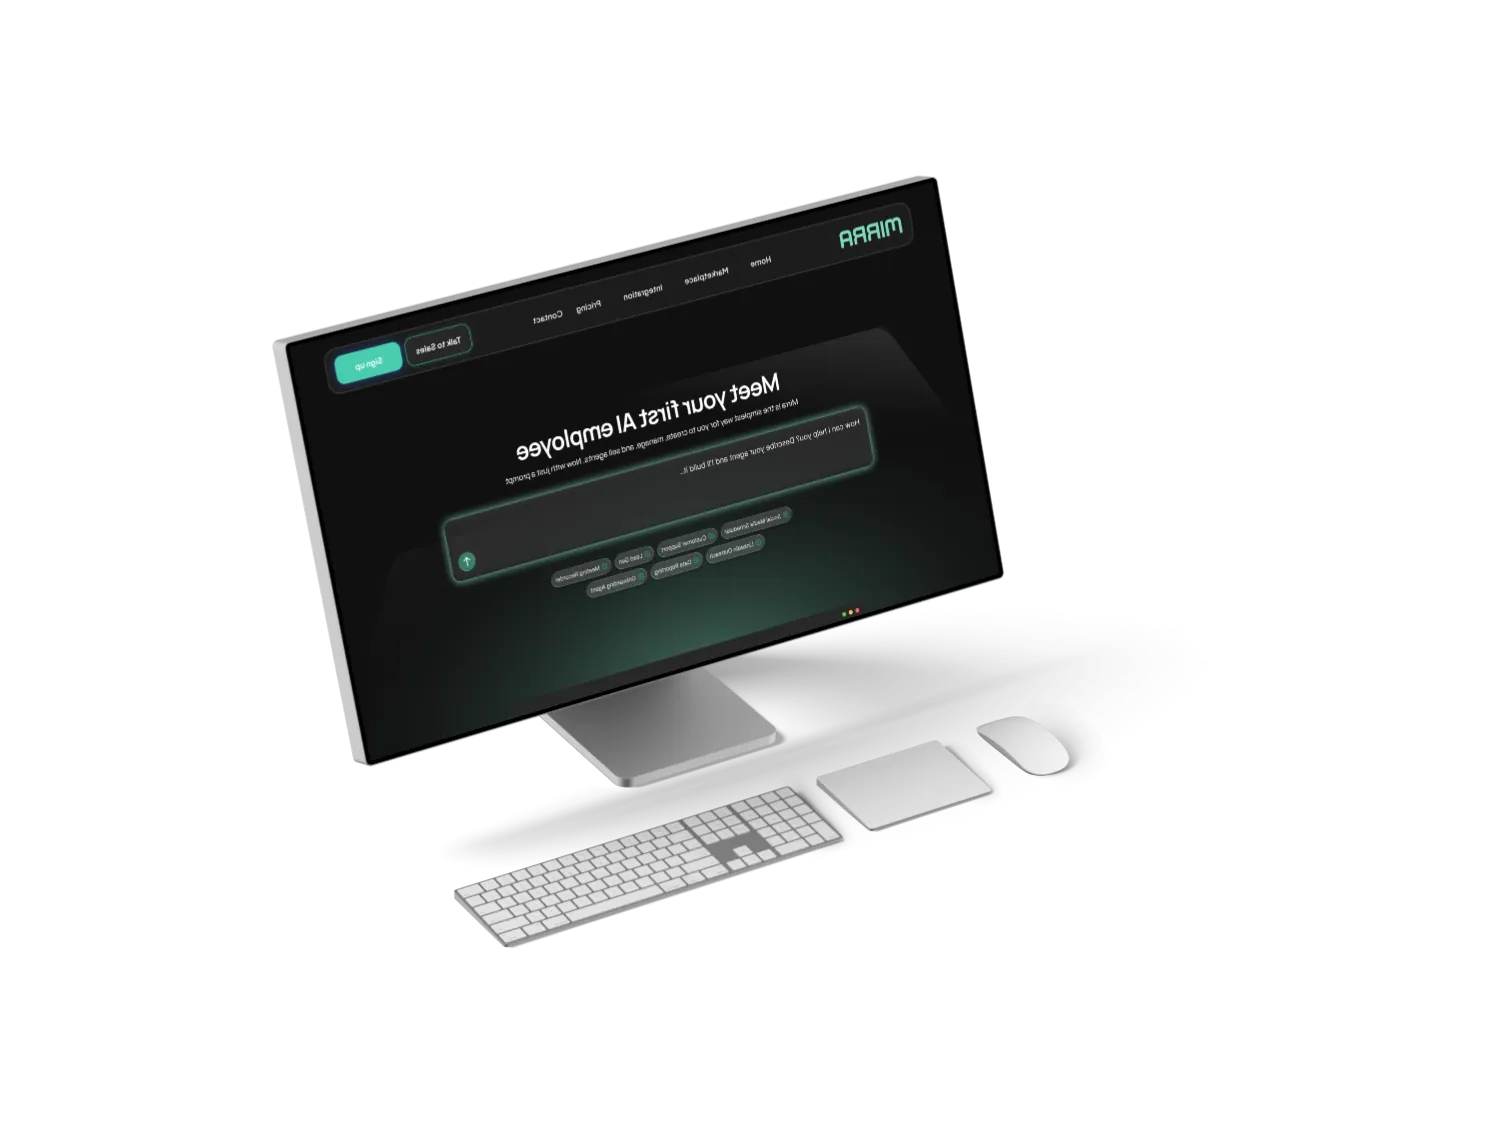 MIRRA
Home
Marketplace
Integration
Pricing
Contact
Talk to Sales
Sign up
Meet your first AI employee
Mirra is the simplest way for you to create, manage, and sell agents. Now with just a prompt
How can i help you? Describe your agent and I'll build it...
Social Media Scheduler
Customer Support
Lead Gen
Meeting Recorder
LinkedIn Outreach
Data Reporting
Onboarding Agent